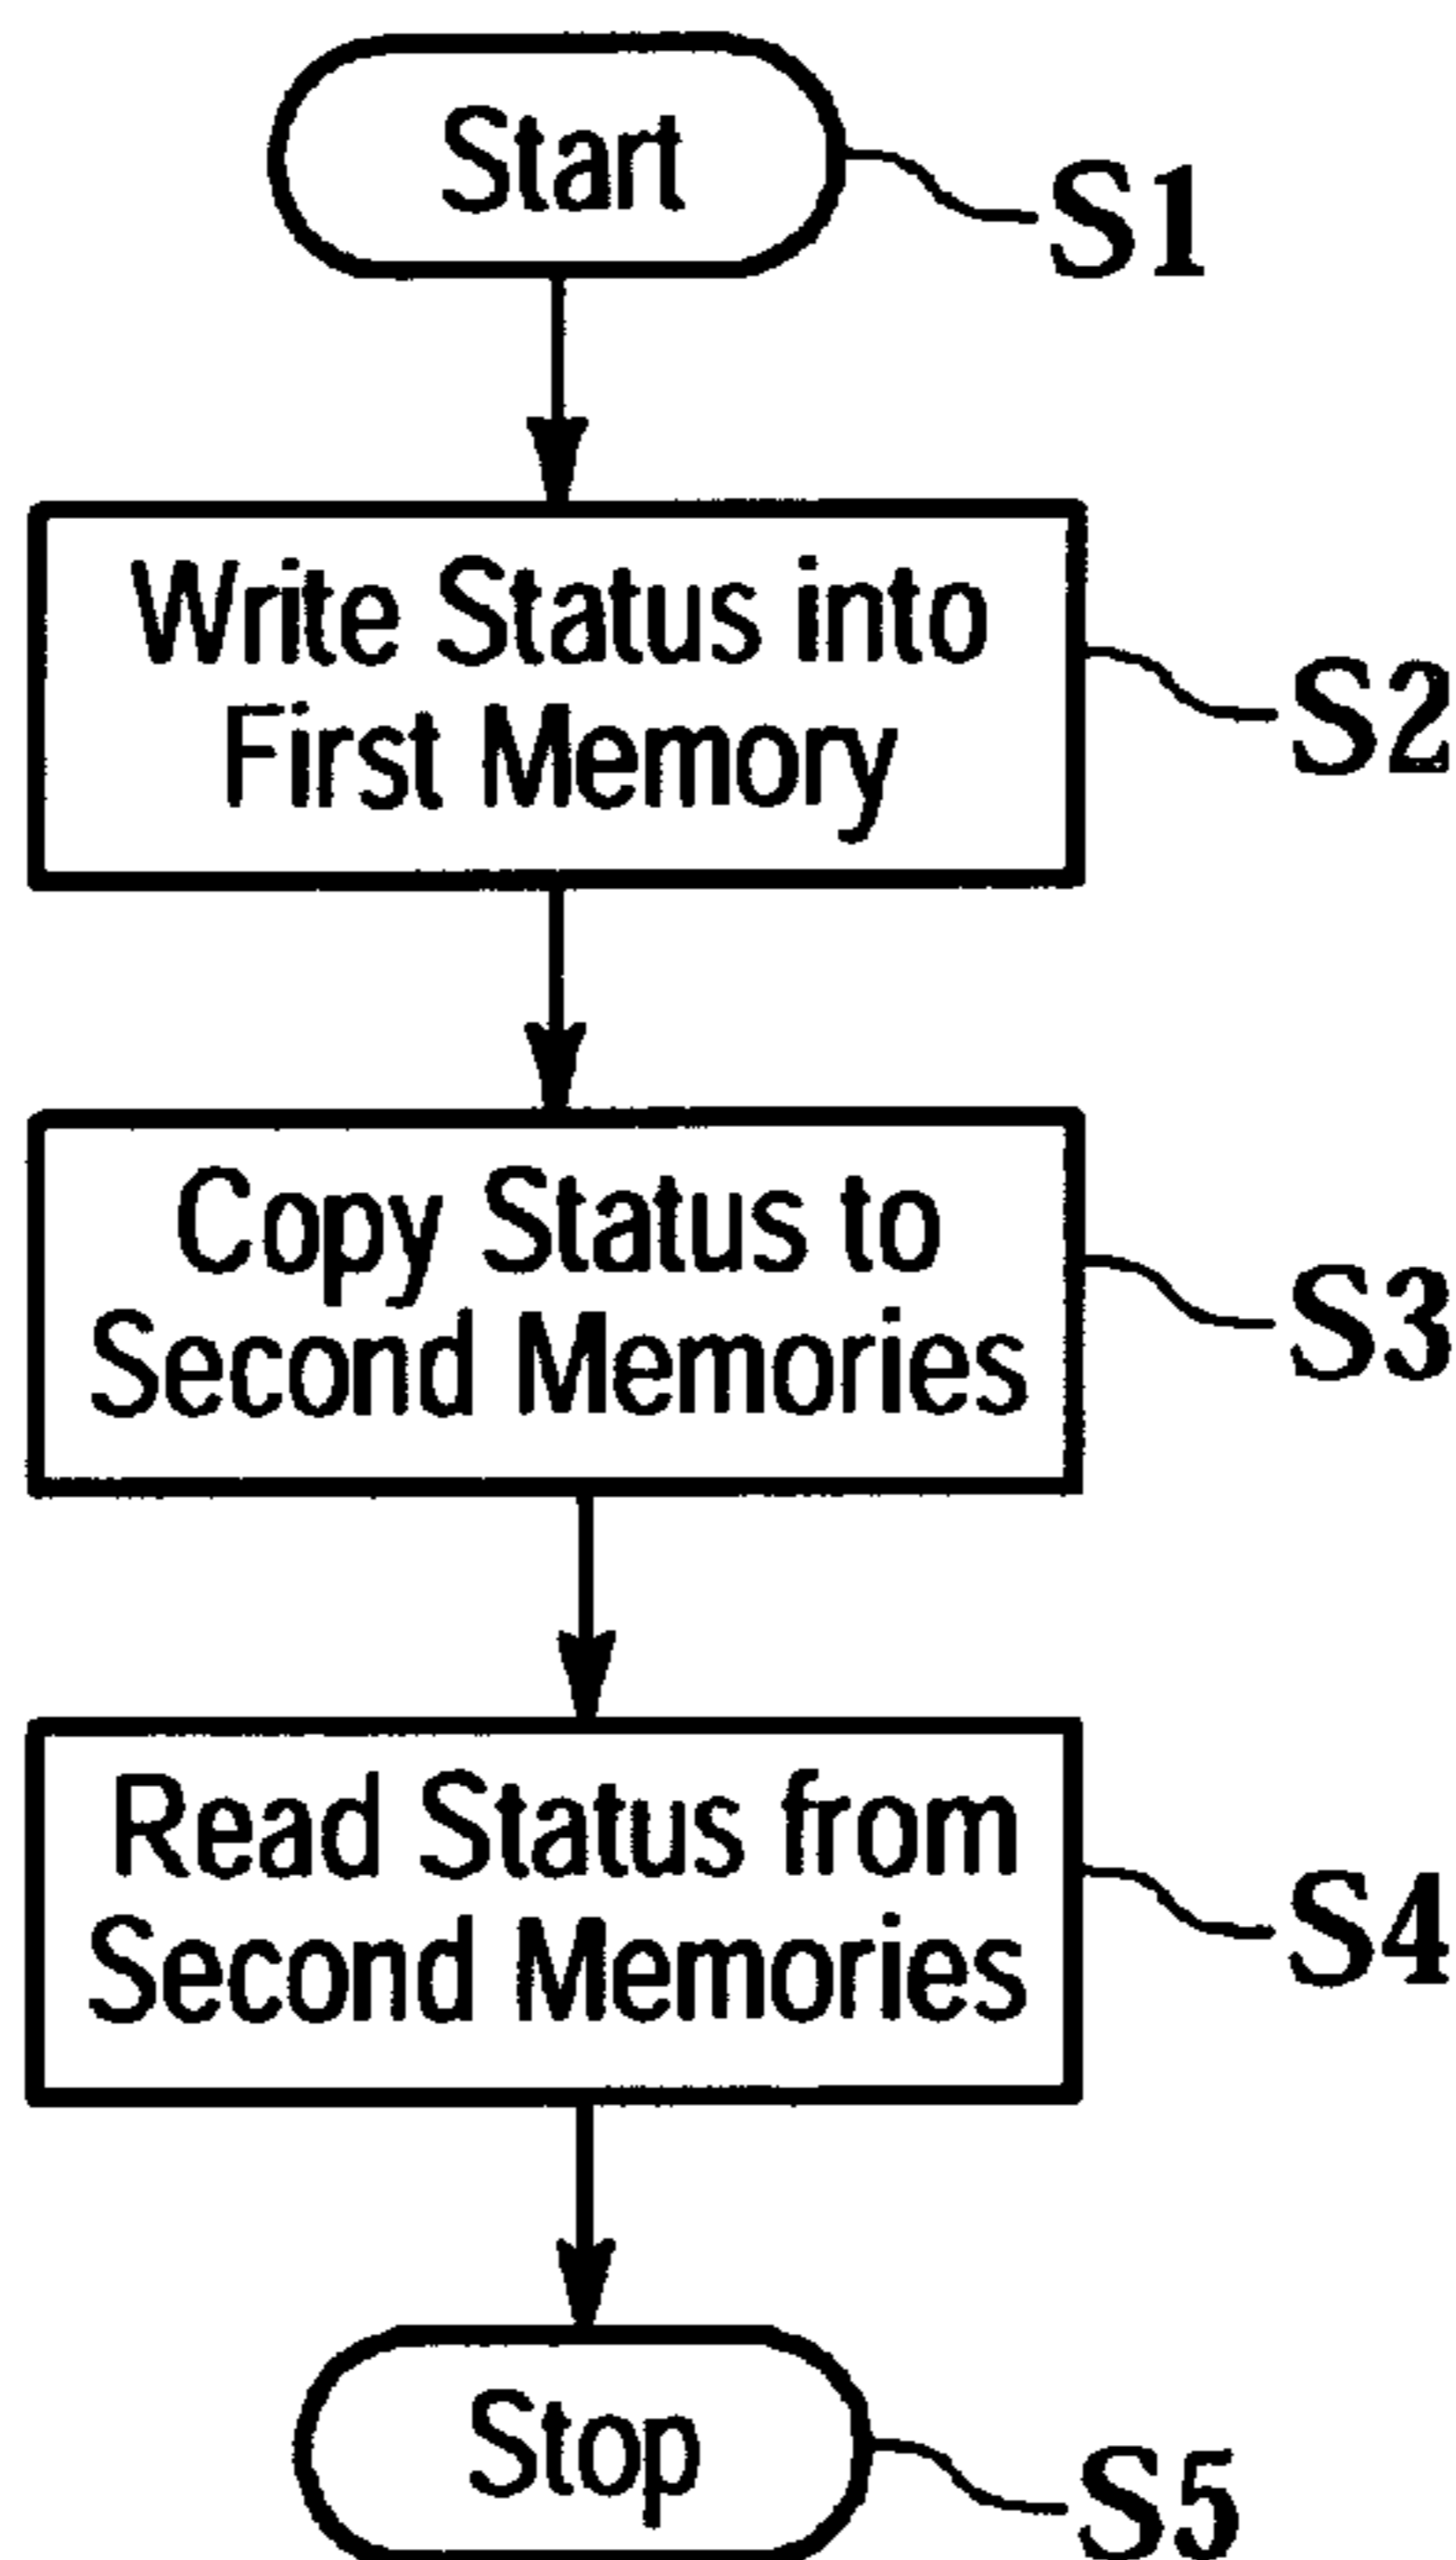 Start
S1
Write Status into
First Memory
S2
Copy Status to
Second Memories
S3
Read Status from
Second Memories
S4
Stop
S5